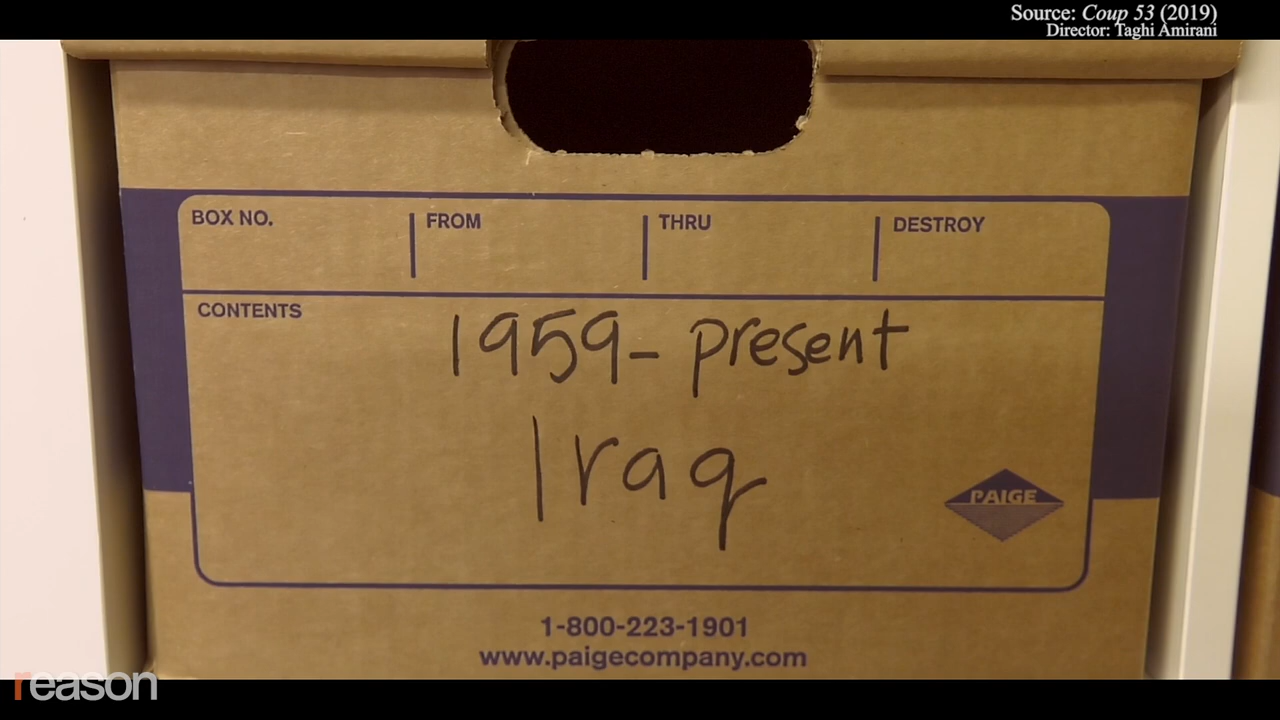 Source: Coup 53 (2019)
Director: Taghi Amirani
BOX NO.
FROM
THRU
DESTROY
CONTENTS
1959- present
Iraq
PAIGE
1-800-223-1901
www.paigecompany.com
reason